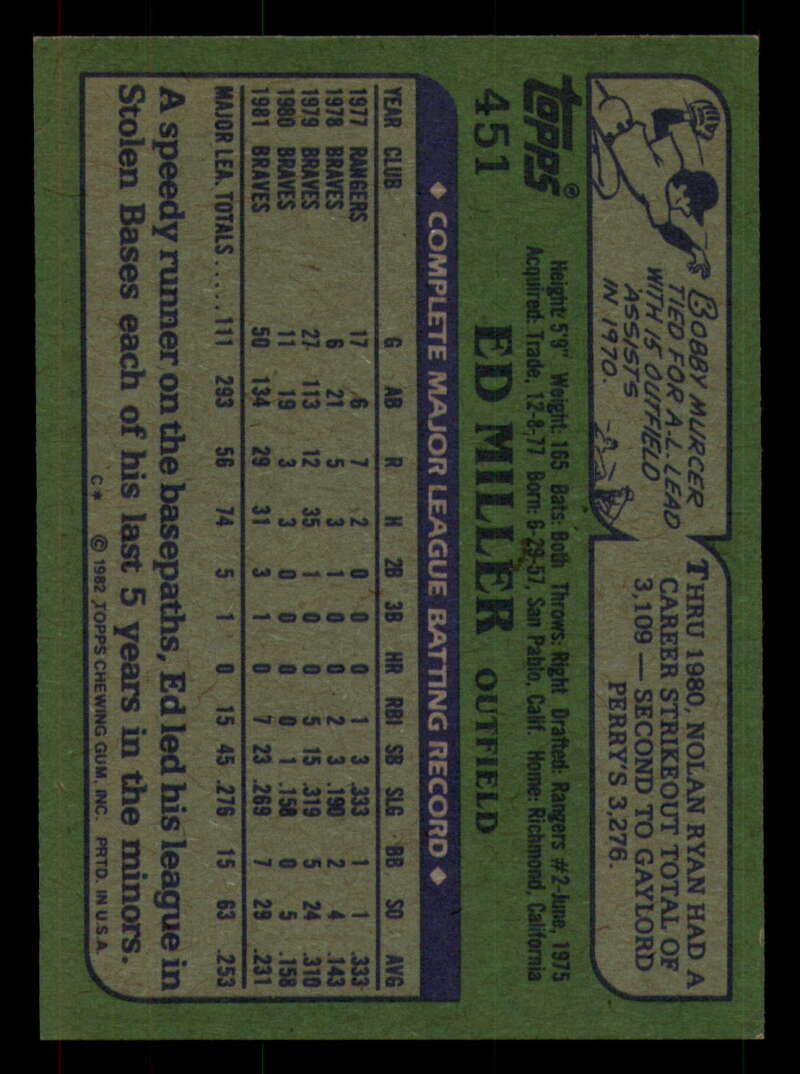 BOBBY MURCER
TIED FOR A.L. LEAD
WITH 15 OUTFIELD
ASSISTS
IN 1970.
THRU 1980, NOLAN RYAN HAD A
CAREER STRIKEOUT TOTAL OF
3,109 — SECOND TO GAYLORD
PERRY'S 3,276.
topps®
451 ED MILLER OUTFIELD
Height: 5'9" Weight: 165 Bats: Both Throws: Right Drafted: Rangers #2-June, 1975
Acquired: Trade, 12-8-77 Born: 6-29-57, San Pablo, Calif. Home: Richmond, California
◆ COMPLETE MAJOR LEAGUE BATTING RECORD ◆
YEAR CLUB G AB R H 2B 3B HR RBI SB SLG BB SO AVG
1977 RANGERS 17 6 7 2 0 0 0 1 3 .333 1 1 .333
1978 BRAVES 6 21 5 3 1 0 0 2 3 .190 2 4 .143
1979 BRAVES 27 113 12 35 1 0 0 5 15 .319 5 24 .310
1980 BRAVES 11 19 3 3 0 0 0 0 1 .158 0 5 .158
1981 BRAVES 50 134 29 31 3 1 0 7 23 .269 7 29 .231
MAJOR LEA. TOTALS ..... 111 293 56 74 5 1 0 15 45 .276 15 63 .253
A speedy runner on the basepaths, Ed led his league in
Stolen Bases each of his last 5 years in the minors.
C* © 1982 TOPPS CHEWING GUM, INC. PRTD. IN U.S.A.